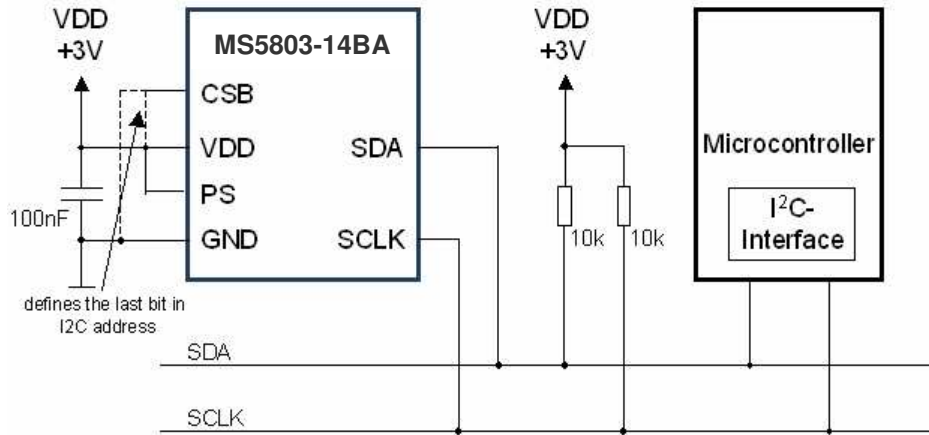 VDD
+3V
MS5803-14BA
CSB
VDD
PS
GND
SDA
SCLK
100nF
defines the last bit in
I2C address
VDD
+3V
10k
10k
Microcontroller
I²C-
Interface
SDA
SCLK